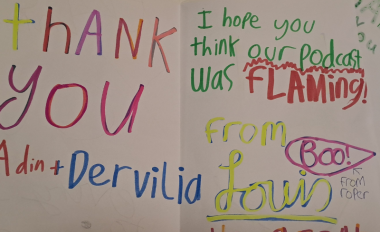 thANK
YOU
Adin + Dervilia
I hope you
think our podcast
was FLAMing!
From
BOO!
from
roper
Louis